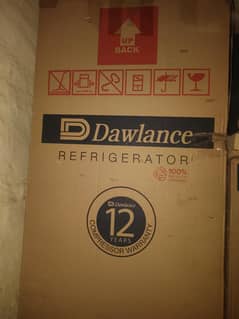 UP
BACK
Dawlance
REFRIGERATOR
100%
Dawlance
12
YEARS
COMPRESSOR WARRANTY